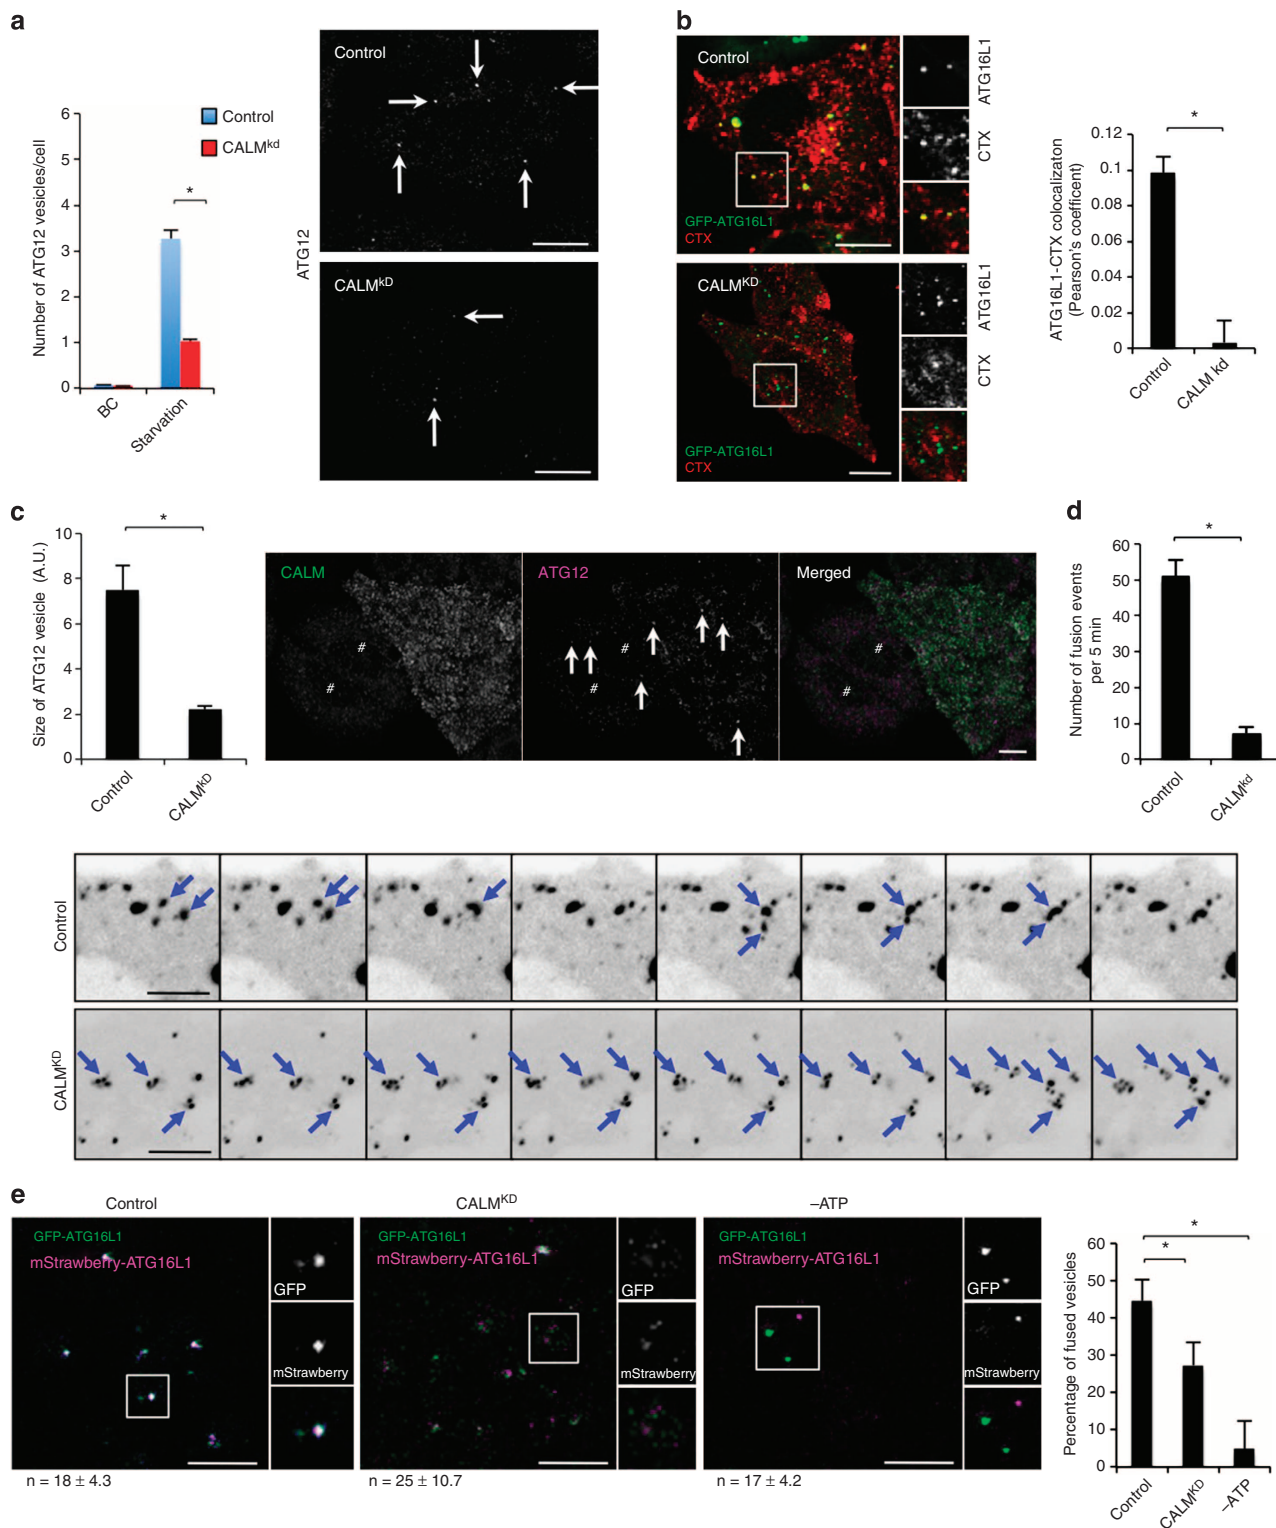 a
Control
CALMkd
Number of ATG12 vesicles/cell
6
5
4
3
2
1
0
*
BC
Starvation
ATG12
Control
CALMkD
b
Control
GFP-ATG16L1
CTX
ATG16L1
CTX
CALMKD
GFP-ATG16L1
CTX
ATG16L1
CTX
ATG16L1-CTX colocalizaton
(Pearson's coefficent)
0.12
0.1
0.08
0.06
0.04
0.02
0
*
Control
CALM kd
c
Size of ATG12 vesicle (A.U.)
10
8
6
4
2
0
*
Control
CALMKD
CALM
#
#
ATG12
#
#
Merged
#
#
d
Number of fusion events
per 5 min
60
50
40
30
20
10
0
*
Control
CALMkd
Control
CALMKD
e
Control
GFP-ATG16L1
mStrawberry-ATG16L1
GFP
mStrawberry
n = 18 ± 4.3
CALMKD
GFP-ATG16L1
mStrawberry-ATG16L1
GFP
mStrawberry
n = 25 ± 10.7
–ATP
GFP-ATG16L1
mStrawberry-ATG16L1
GFP
mStrawberry
n = 17 ± 4.2
Percentage of fused vesicles
60
50
40
30
20
10
0
*
*
Control
CALMKD
–ATP